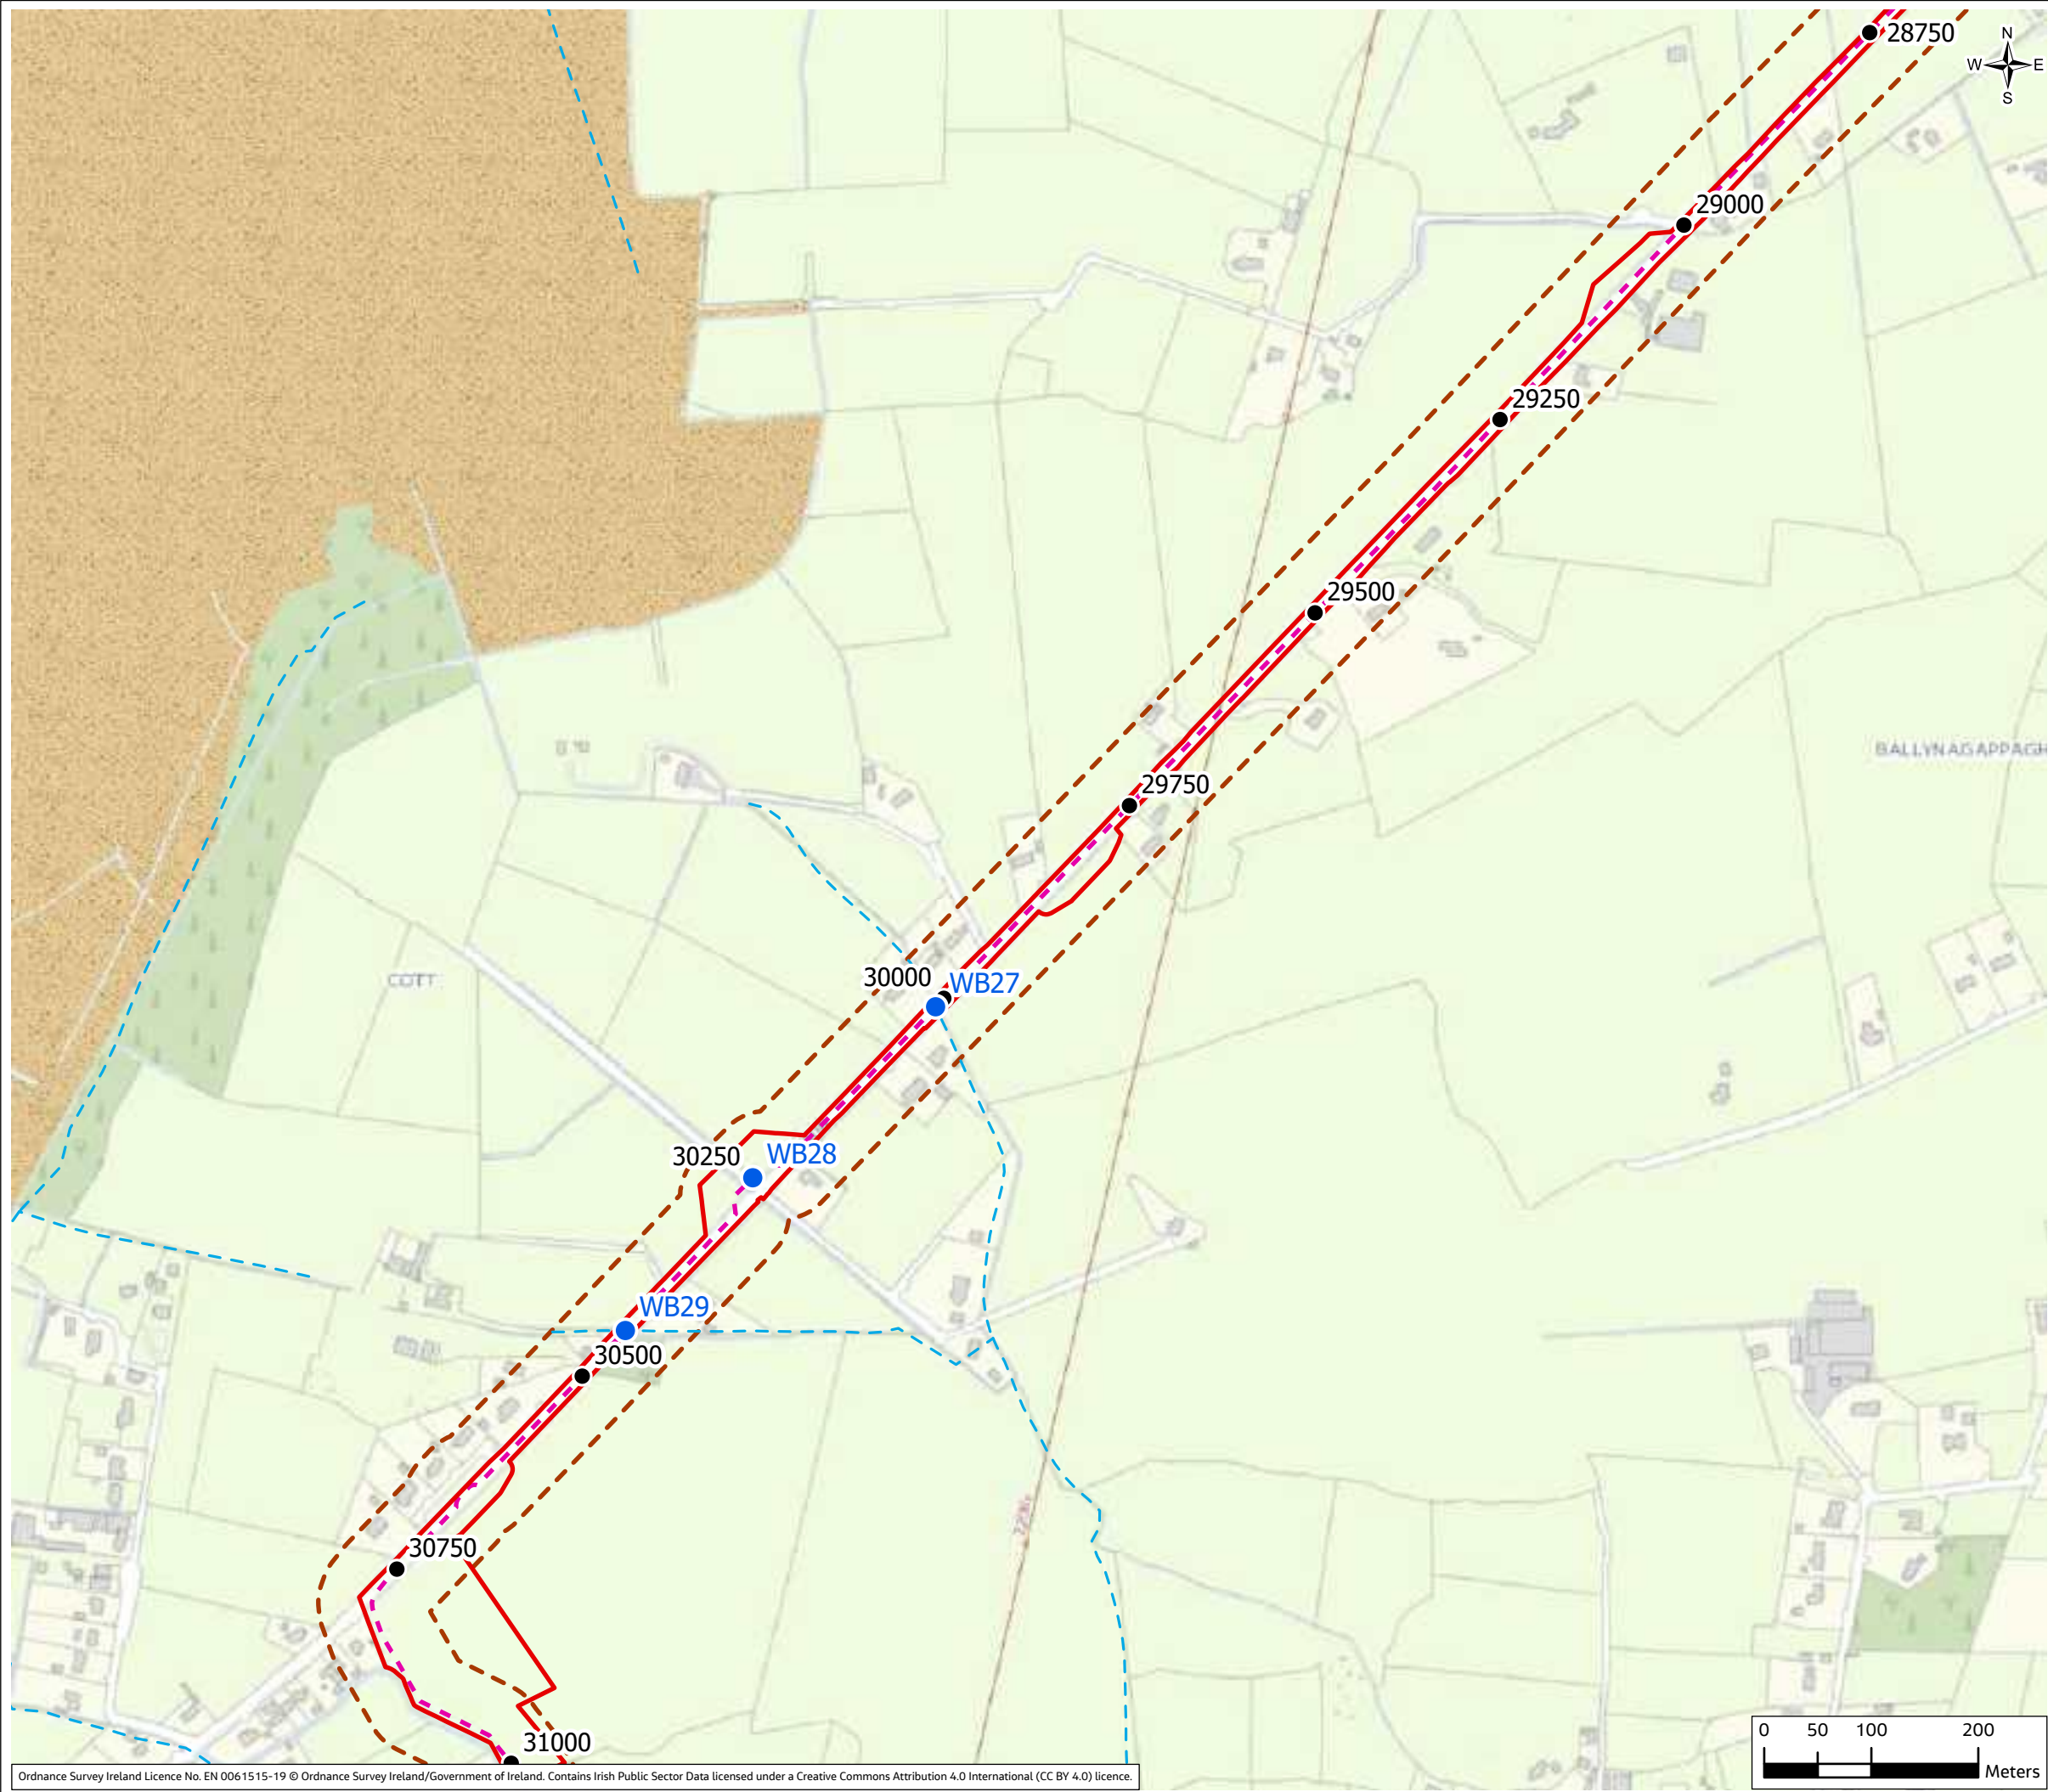 28750
N
W E
S
29000
29250
29500
BALLYNAGAPPAGH
29750
COTT
30000 WB27
30250 WB28
WB29
30500
30750
31000
0 50 100 200
Meters
Ordnance Survey Ireland Licence No. EN 0061515-19 © Ordnance Survey Ireland/Government of Ireland. Contains Irish Public Sector Data licensed under a Creative Commons Attribution 4.0 International (CC BY 4.0) licence.